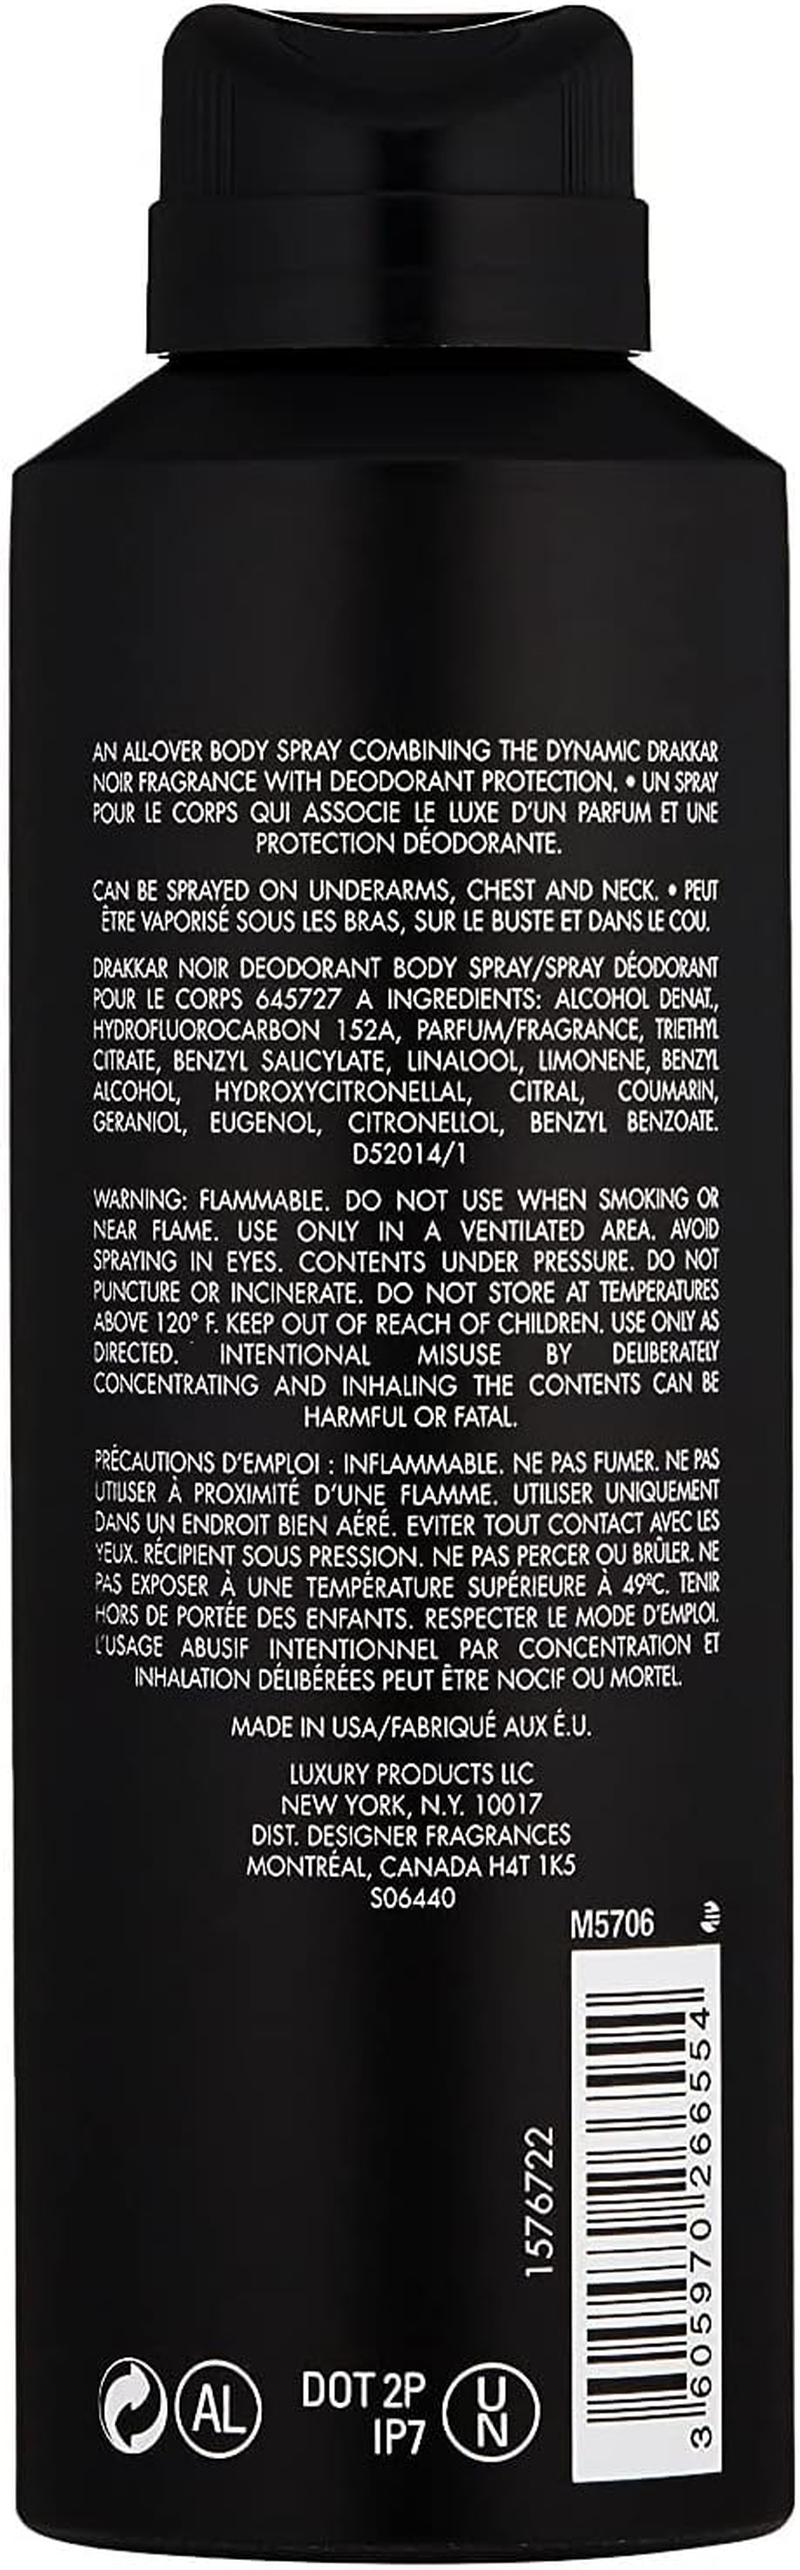 AN ALL-OVER BODY SPRAY COMBINING THE DYNAMIC DRAKKAR
NOIR FRAGRANCE WITH DEODORANT PROTECTION. • UN SPRAY
POUR LE CORPS QUI ASSOCIE LE LUXE D'UN PARFUM ET UNE
PROTECTION DÉODORANTE.
CAN BE SPRAYED ON UNDERARMS, CHEST AND NECK. • PEUT
ÊTRE VAPORISÉ SOUS LES BRAS, SUR LE BUSTE ET DANS LE COU.
DRAKKAR NOIR DEODORANT BODY SPRAY/SPRAY DÉODORANT
POUR LE CORPS 645727 A INGREDIENTS: ALCOHOL DENAT.,
HYDROFLUOROCARBON 152A, PARFUM/FRAGRANCE, TRIETHYL
CITRATE, BENZYL SALICYLATE, LINALOOL, LIMONENE, BENZYL
ALCOHOL, HYDROXYCITRONELLAL, CITRAL, COUMARIN,
GERANIOL, EUGENOL, CITRONELLOL, BENZYL BENZOATE.
D52014/1
WARNING: FLAMMABLE. DO NOT USE WHEN SMOKING OR
NEAR FLAME. USE ONLY IN A VENTILATED AREA. AVOID
SPRAYING IN EYES. CONTENTS UNDER PRESSURE. DO NOT
PUNCTURE OR INCINERATE. DO NOT STORE AT TEMPERATURES
ABOVE 120° F. KEEP OUT OF REACH OF CHILDREN. USE ONLY AS
DIRECTED. INTENTIONAL MISUSE BY DELIBERATELY
CONCENTRATING AND INHALING THE CONTENTS CAN BE
HARMFUL OR FATAL.
PRÉCAUTIONS D'EMPLOI : INFLAMMABLE. NE PAS FUMER. NE PAS
UTILISER À PROXIMITÉ D'UNE FLAMME. UTILISER UNIQUEMENT
DANS UN ENDROIT BIEN AÉRÉ. EVITER TOUT CONTACT AVEC LES
YEUX. RÉCIPIENT SOUS PRESSION. NE PAS PERCER OU BRÛLER. NE
PAS EXPOSER À UNE TEMPÉRATURE SUPÉRIEURE À 49°C. TENIR
HORS DE PORTÉE DES ENFANTS. RESPECTER LE MODE D'EMPLOI.
L'USAGE ABUSIF INTENTIONNEL PAR CONCENTRATION ET
INHALATION DÉLIBÉRÉES PEUT ÊTRE NOCIF OU MORTEL.
MADE IN USA/FABRIQUÉ AUX É.U.
LUXURY PRODUCTS LLC
NEW YORK, N.Y. 10017
DIST. DESIGNER FRAGRANCES
MONTRÉAL, CANADA H4T 1K5
S06440
M5706
1576722
3 605970 266554
AL
DOT 2P
IP7
UN